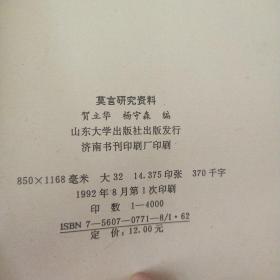 莫言研究资料
贺立华 杨守森 编
山东大学出版社出版发行
济南书刊印刷厂印刷
850×1168毫米 大32 14.375印张 370千字
1992年8月第1次印刷
印数 1—4000
ISBN 7—5607—0771—8/I·62
定价：12.00元